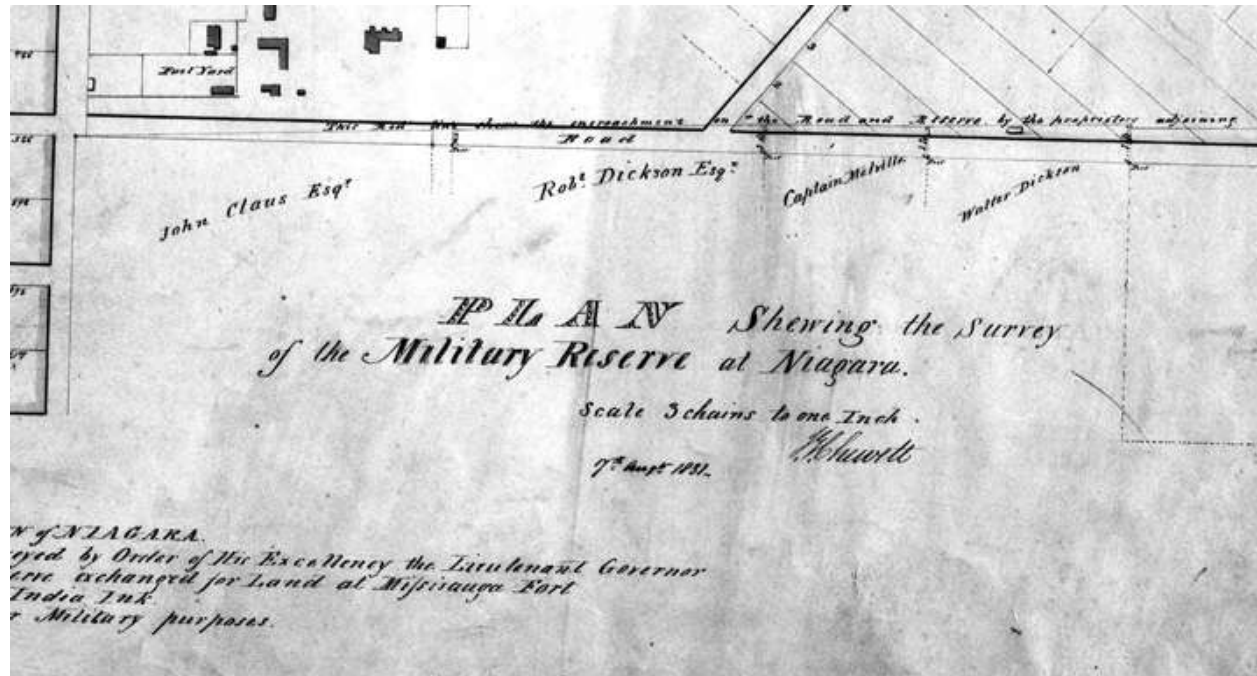 Fuel Yard
This Red line shews the encroachment on the Road and Reserve by the proprietors adjoining
Road
John Claus Esqr
Robt. Dickson Esqr
Captain Melville
Walter Dickson
PLAN Shewing the Survey
of the Military Reserve at Niagara.
Scale 3 chains to one Inch.
7th Augt 1831.
JGChewett
N of NIAGARA.
eyed by Order of His Excellency the Lieutenant Governor
erve exchanged for Land at Missisauga Fort
India Ink
r Military purposes.